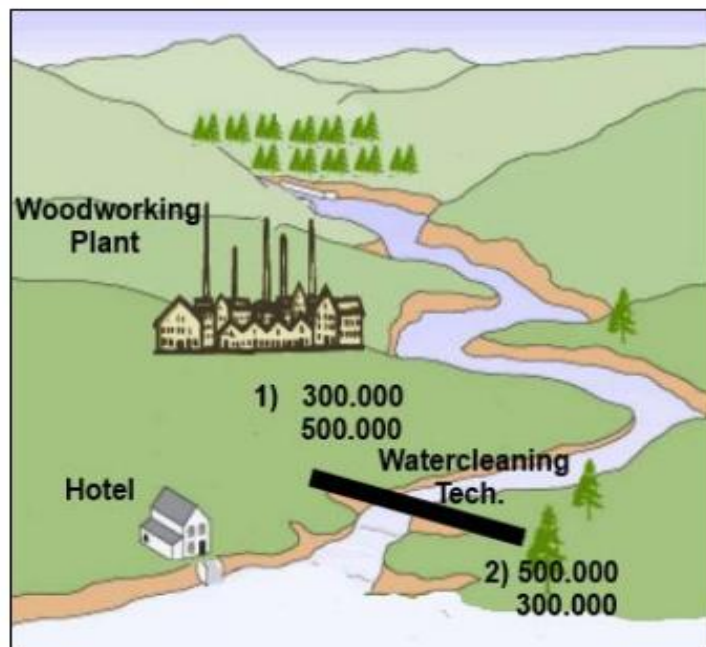 Woodworking
Plant
1) 300.000
500.000
Watercleaning
Tech.
Hotel
2) 500.000
300.000